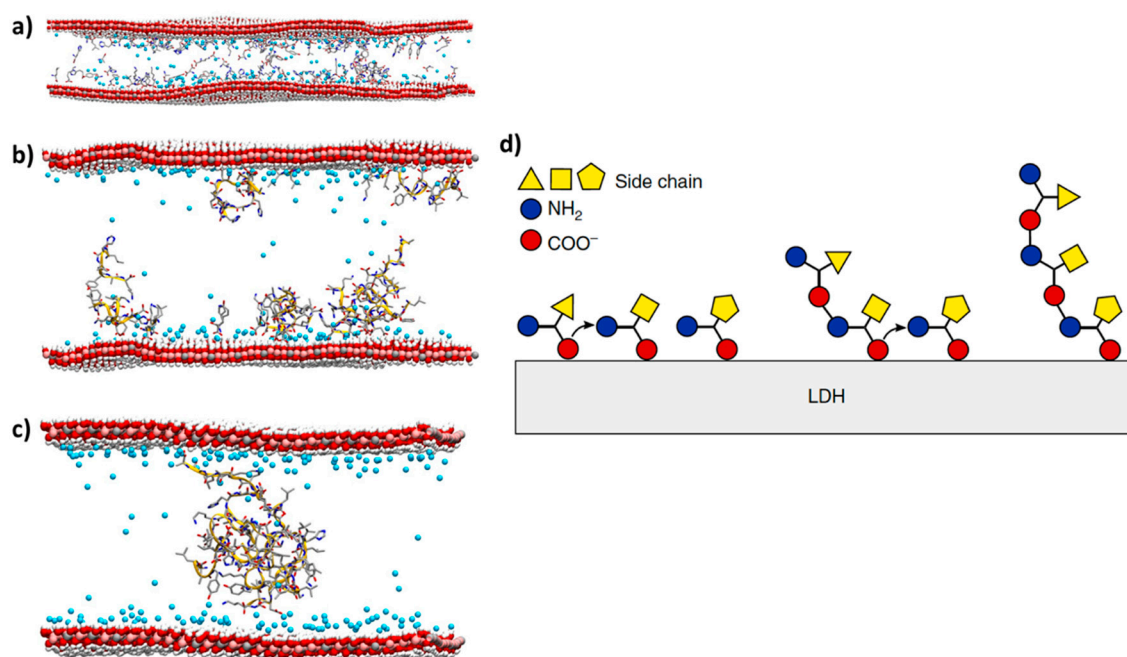 a)
b)
c)
d)
Side chain
NH₂
COO⁻
LDH